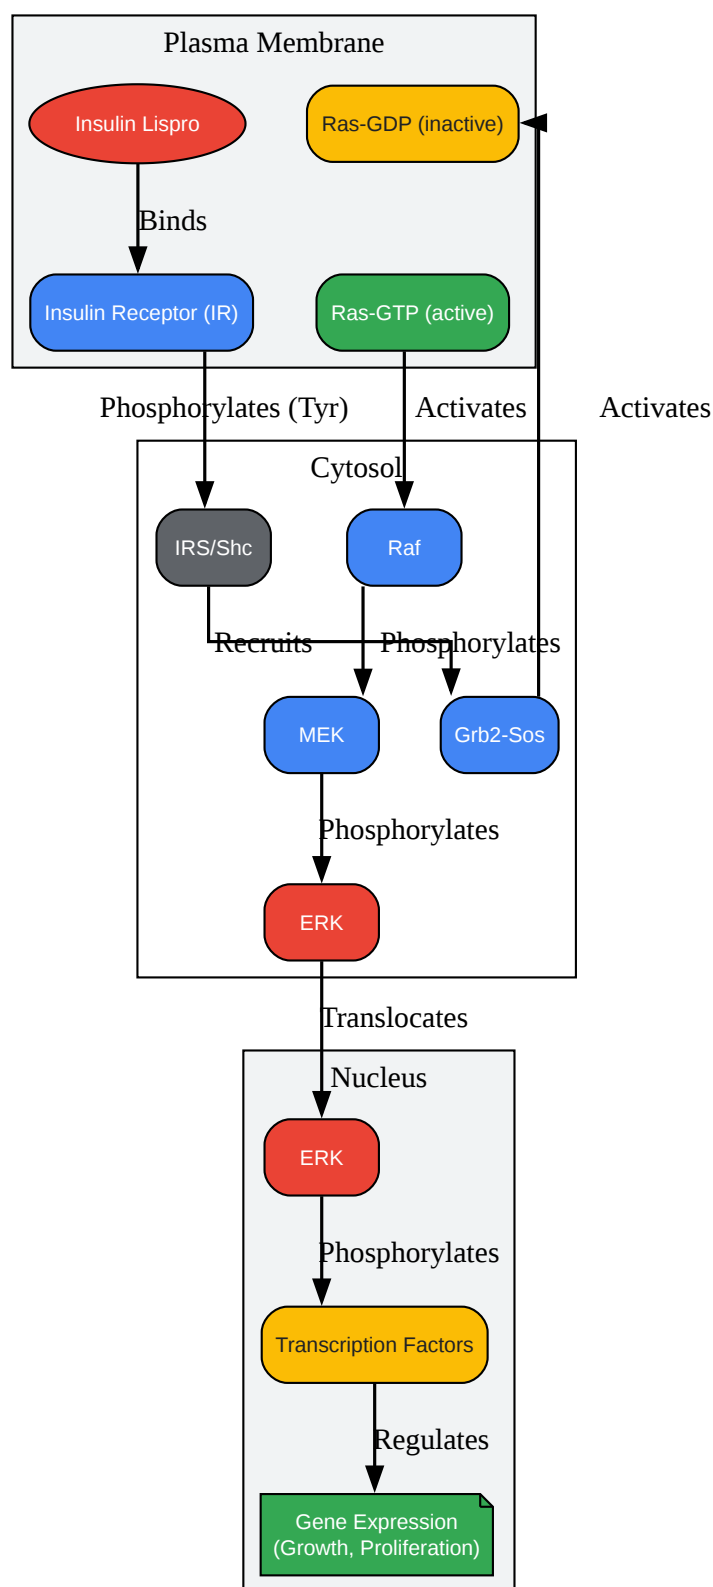 Plasma Membrane
Insulin Lispro
Ras-GDP (inactive)
Binds
Insulin Receptor (IR)
Ras-GTP (active)
Phosphorylates (Tyr)
Activates
Activates
Cytosol
IRS/Shc
Raf
Recruits
Phosphorylates
MEK
Grb2-Sos
Phosphorylates
ERK
Translocates
Nucleus
ERK
Phosphorylates
Transcription Factors
Regulates
Gene Expression
(Growth, Proliferation)